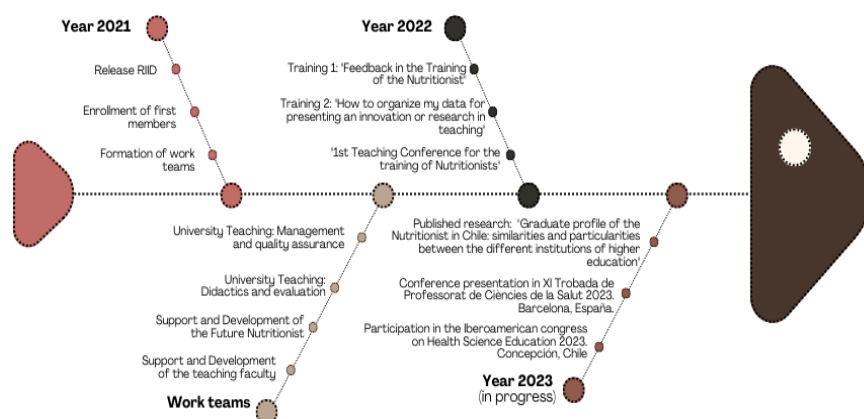 Year 2021
Release RIID
Enrollment of first
members
Formation of work
teams
Year 2022
Training 1: 'Feedback in the Training
of the Nutritionist'
Training 2: 'How to organize my data for
presenting an innovation or research in
teaching'
'1st Teaching Conference for the
training of Nutritionists'
University Teaching: Management
and quality assurance
University Teaching:
Didactics and evaluation
Support and Development of
the Future Nutritionist
Support and Development
of the teaching faculty
Work teams
Published research: 'Graduate profile of the
Nutritionist in Chile: similarities and particularities
between the different institutions of higher
education'
Conference presentation in XI Trobada de
Professorat de Ciències de la Salut 2023.
Barcelona, España.
Participation in the Iberoamerican congress
on Health Science Education 2023.
Concepción, Chile
Year 2023
(in progress)